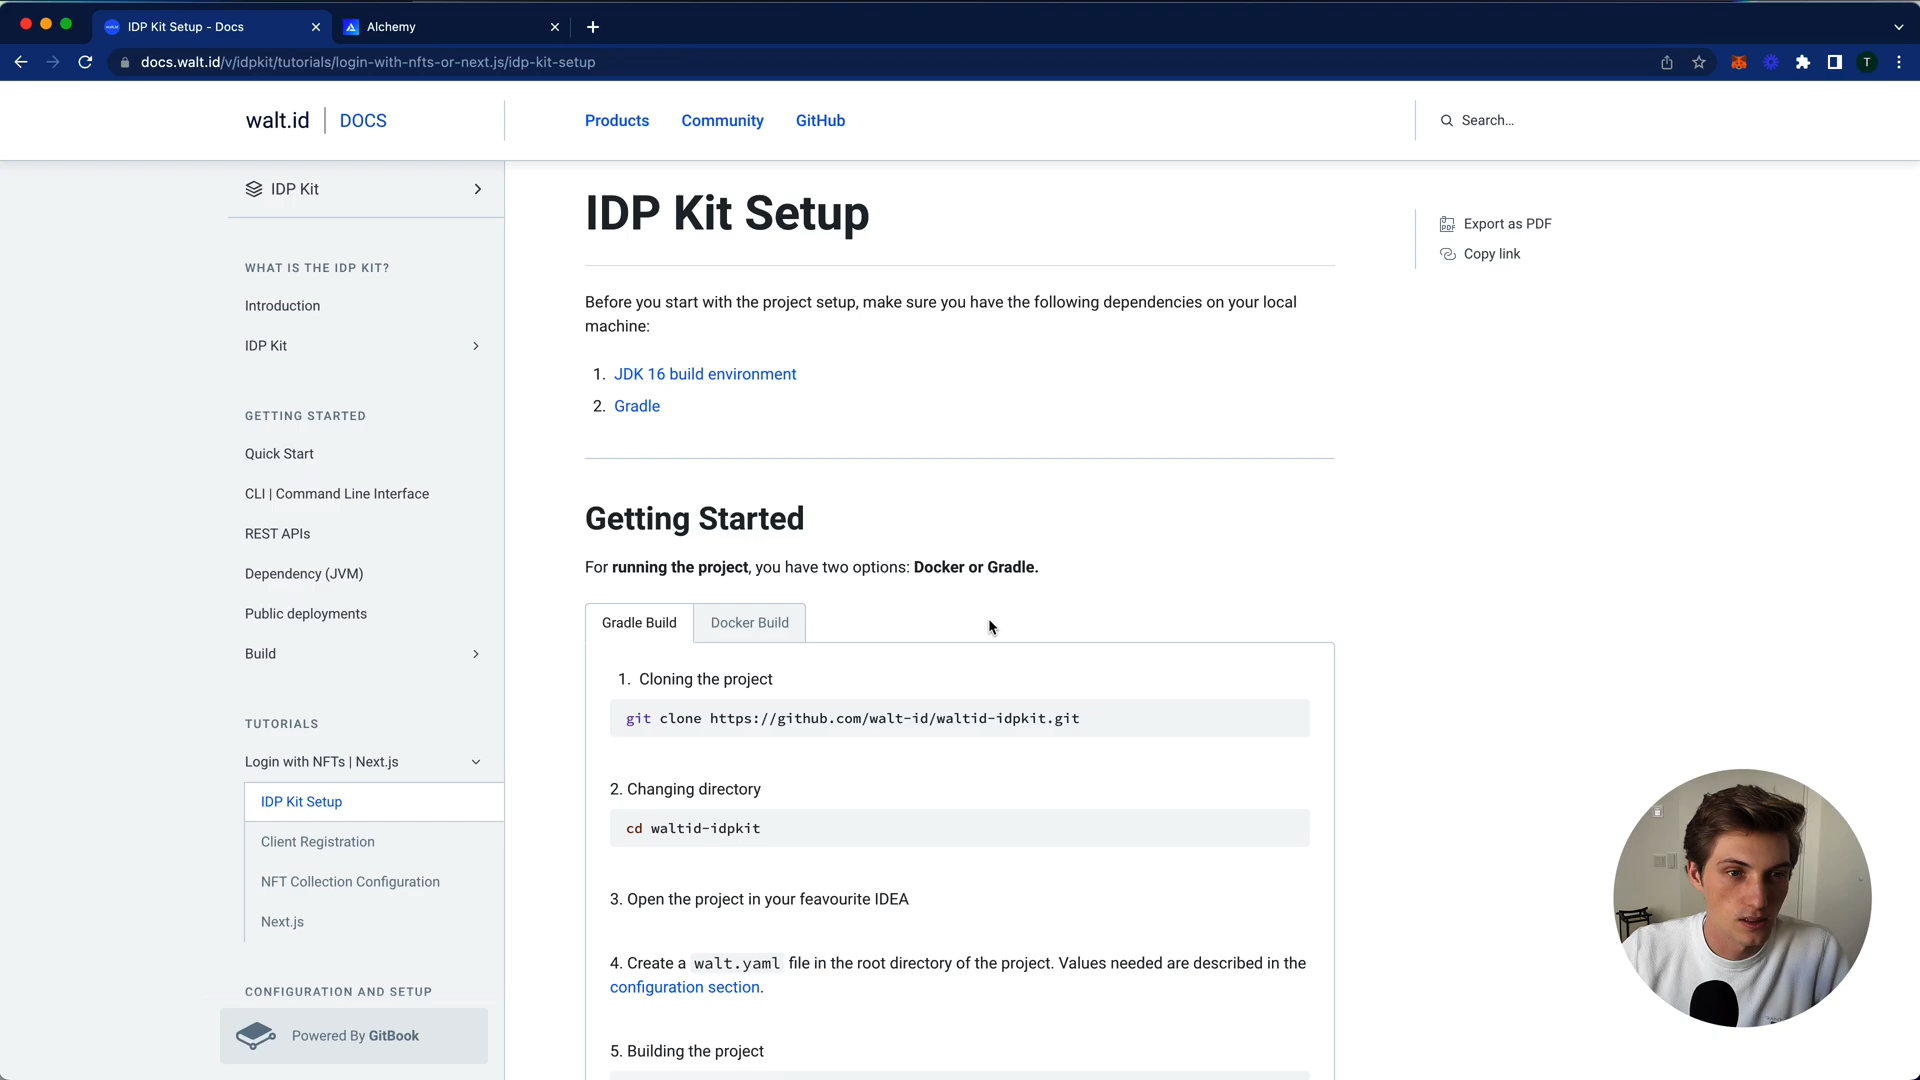 IDP Kit Setup - Docs
Alchemy
docs.walt.id/v/idpkit/tutorials/login-with-nfts-or-next.js/idp-kit-setup
T
walt.id | DOCS
Products
Community
GitHub
Search...
IDP Kit
WHAT IS THE IDP KIT?
Introduction
IDP Kit
GETTING STARTED
Quick Start
CLI | Command Line Interface
REST APIs
Dependency (JVM)
Public deployments
Build
TUTORIALS
Login with NFTs | Next.js
IDP Kit Setup
Client Registration
NFT Collection Configuration
Next.js
CONFIGURATION AND SETUP
Powered By GitBook
IDP Kit Setup
Before you start with the project setup, make sure you have the following dependencies on your local
machine:
1. JDK 16 build environment
2. Gradle
Getting Started
For running the project, you have two options: Docker or Gradle.
Gradle Build
Docker Build
1. Cloning the project
git clone https://github.com/walt-id/waltid-idpkit.git
2. Changing directory
cd waltid-idpkit
3. Open the project in your feavourite IDEA
4. Create a walt.yaml file in the root directory of the project. Values needed are described in the
configuration section.
5. Building the project
Export as PDF
Copy link